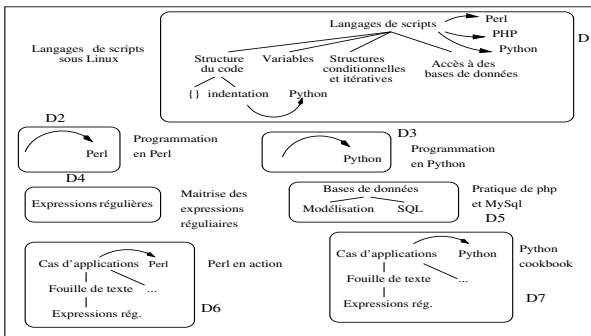 Langages de scripts
sous Linux
Langages de scripts
Perl
PHP
Python
D
Structure
du code
Variables
Structures
conditionnelles
et itératives
Accès à des
bases de données
{ } indentation
Python
D2
Perl
Programmation
en Perl
D3
Python
Programmation
en Python
D4
Expressions régulières
Maitrise des
expressions
réguliaires
Bases de données
Modélisation
SQL
Pratique de php
et MySql
D5
Cas d'applications
Perl
Fouille de texte
...
Expressions rég.
D6
Perl en action
Cas d'applications
Python
Fouille de texte
...
Expressions rég.
Python
cookbook
D7